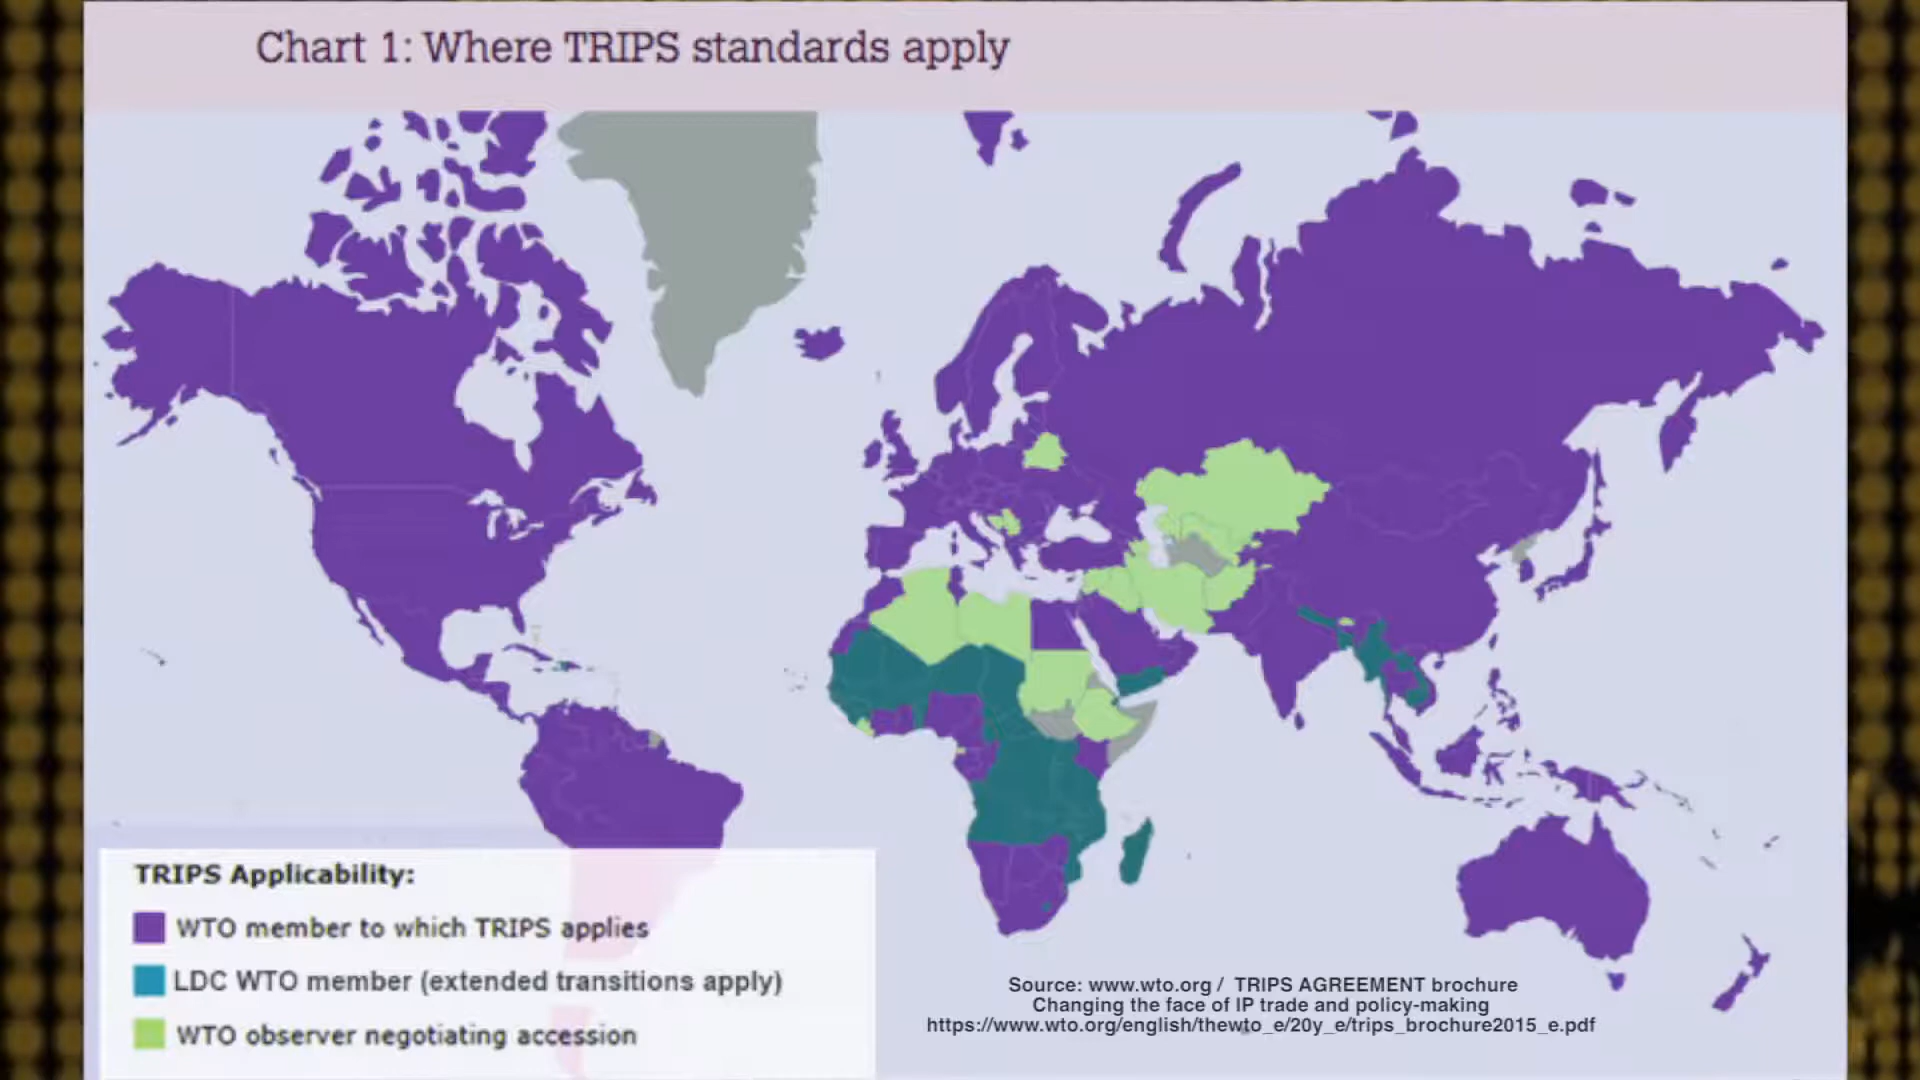 Chart 1: Where TRIPS standards apply
TRIPS Applicability:
WTO member to which TRIPS applies
LDC WTO member (extended transitions apply)
WTO observer negotiating accession
Source: www.wto.org / TRIPS AGREEMENT brochure
Changing the face of IP trade and policy-making
https://www.wto.org/english/thewto_e/20y_e/trips_brochure2015_e.pdf